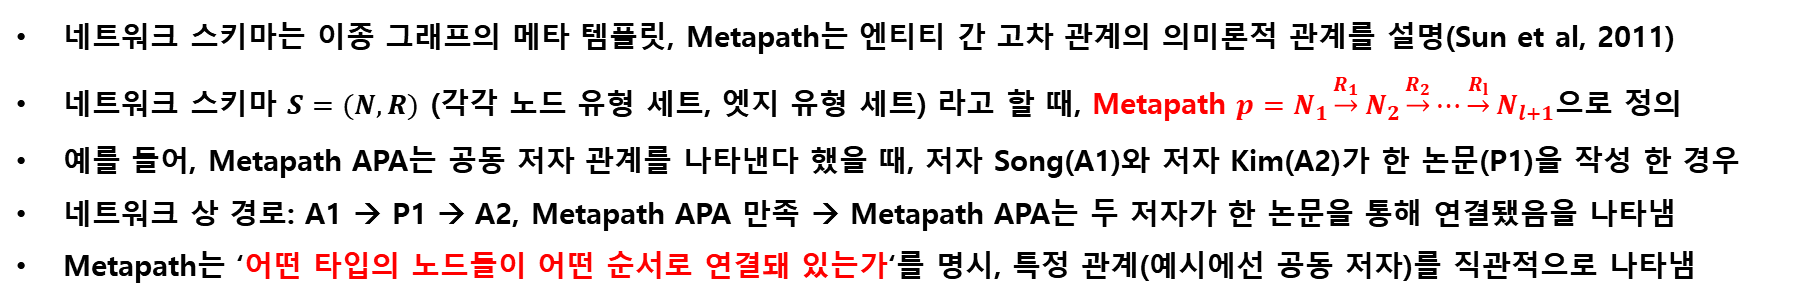 • 네트워크 스키마는 이종 그래프의 메타 템플릿, Metapath는 엔티티 간 고차 관계의 의미론적 관계를 설명(Sun et al, 2011)
• 네트워크 스키마 S = (N, R) (각각 노드 유형 세트, 엣지 유형 세트) 라고 할 때, Metapath p = N₁ →^{R₁} N₂ →^{R₂} ⋯ →^{R_l} N_{l+1}으로 정의
• 예를 들어, Metapath APA는 공동 저자 관계를 나타낸다 했을 때, 저자 Song(A1)와 저자 Kim(A2)가 한 논문(P1)을 작성 한 경우
• 네트워크 상 경로: A1 → P1 → A2, Metapath APA 만족 → Metapath APA는 두 저자가 한 논문을 통해 연결됐음을 나타냄
• Metapath는 ‘어떤 타입의 노드들이 어떤 순서로 연결돼 있는가‘를 명시, 특정 관계(예시에선 공동 저자)를 직관적으로 나타냄